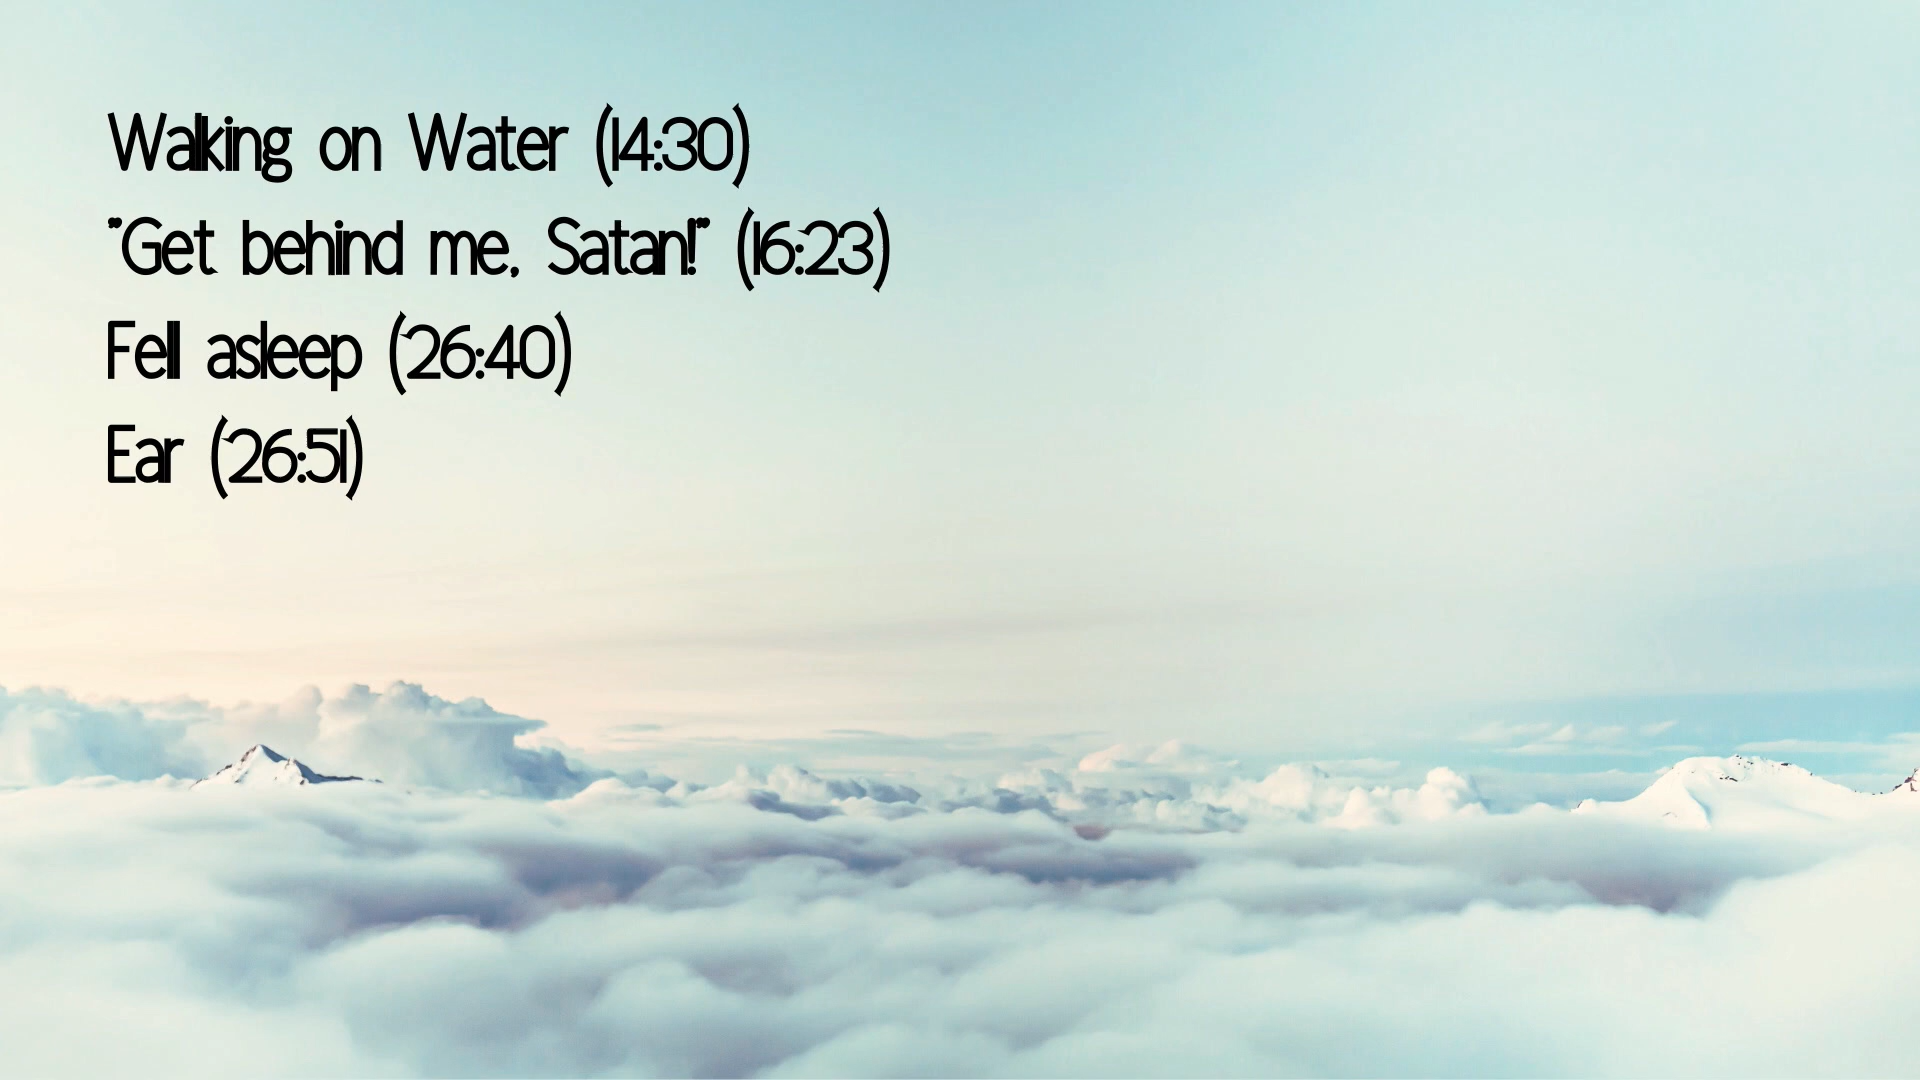 Walking on Water (14:30)
"Get behind me, Satan!" (16:23)
Fell asleep (26:40)
Ear (26:51)